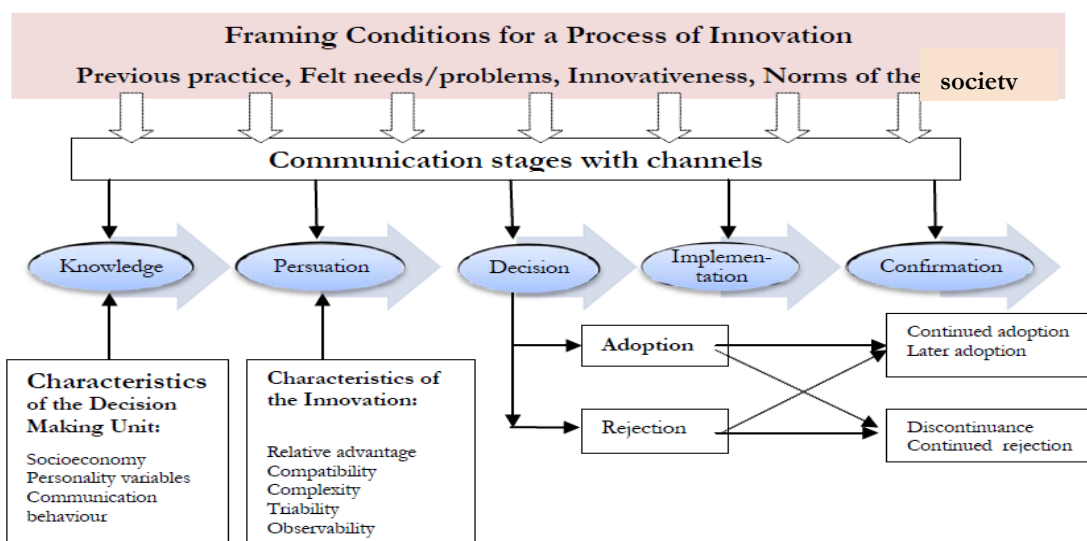 Framing Conditions for a Process of Innovation
Previous practice, Felt needs/problems, Innovativeness, Norms of the society
Communication stages with channels
Knowledge
Persuation
Decision
Implemen-
tation
Confirmation
Adoption
Rejection
Continued adoption
Later adoption
Discontinuance
Continued rejection
Characteristics
of the Decision
Making Unit:
Socioeconomy
Personality variables
Communication
behaviour
Characteristics of
the Innovation:
Relative advantage
Compatibility
Complexity
Triability
Observability